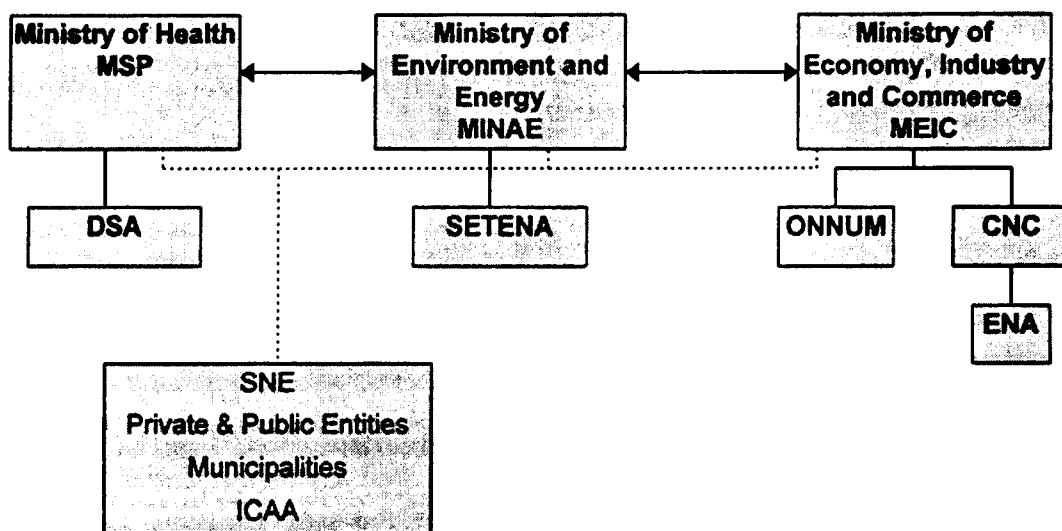 Ministry of Health
MSP
Ministry of
Environment and
Energy
MINAE
Ministry of
Economy, Industry
and Commerce
MEIC
DSA
SETENA
ONNUM
CNC
ENA
SNE
Private & Public Entities
Municipalities
ICAA